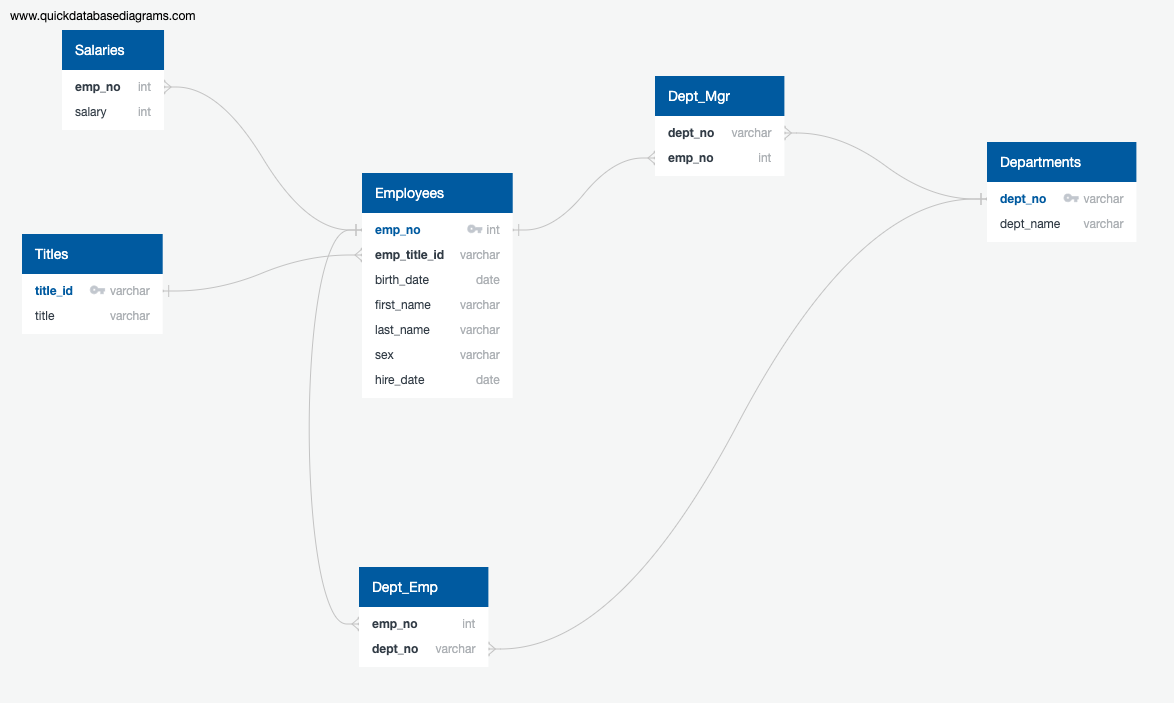 www.quickdatabasediagrams.com
Salaries
emp_no int
salary int
Titles
title_id varchar
title varchar
Employees
emp_no int
emp_title_id varchar
birth_date date
first_name varchar
last_name varchar
sex varchar
hire_date date
Dept_Mgr
dept_no varchar
emp_no int
Departments
dept_no varchar
dept_name varchar
Dept_Emp
emp_no int
dept_no varchar